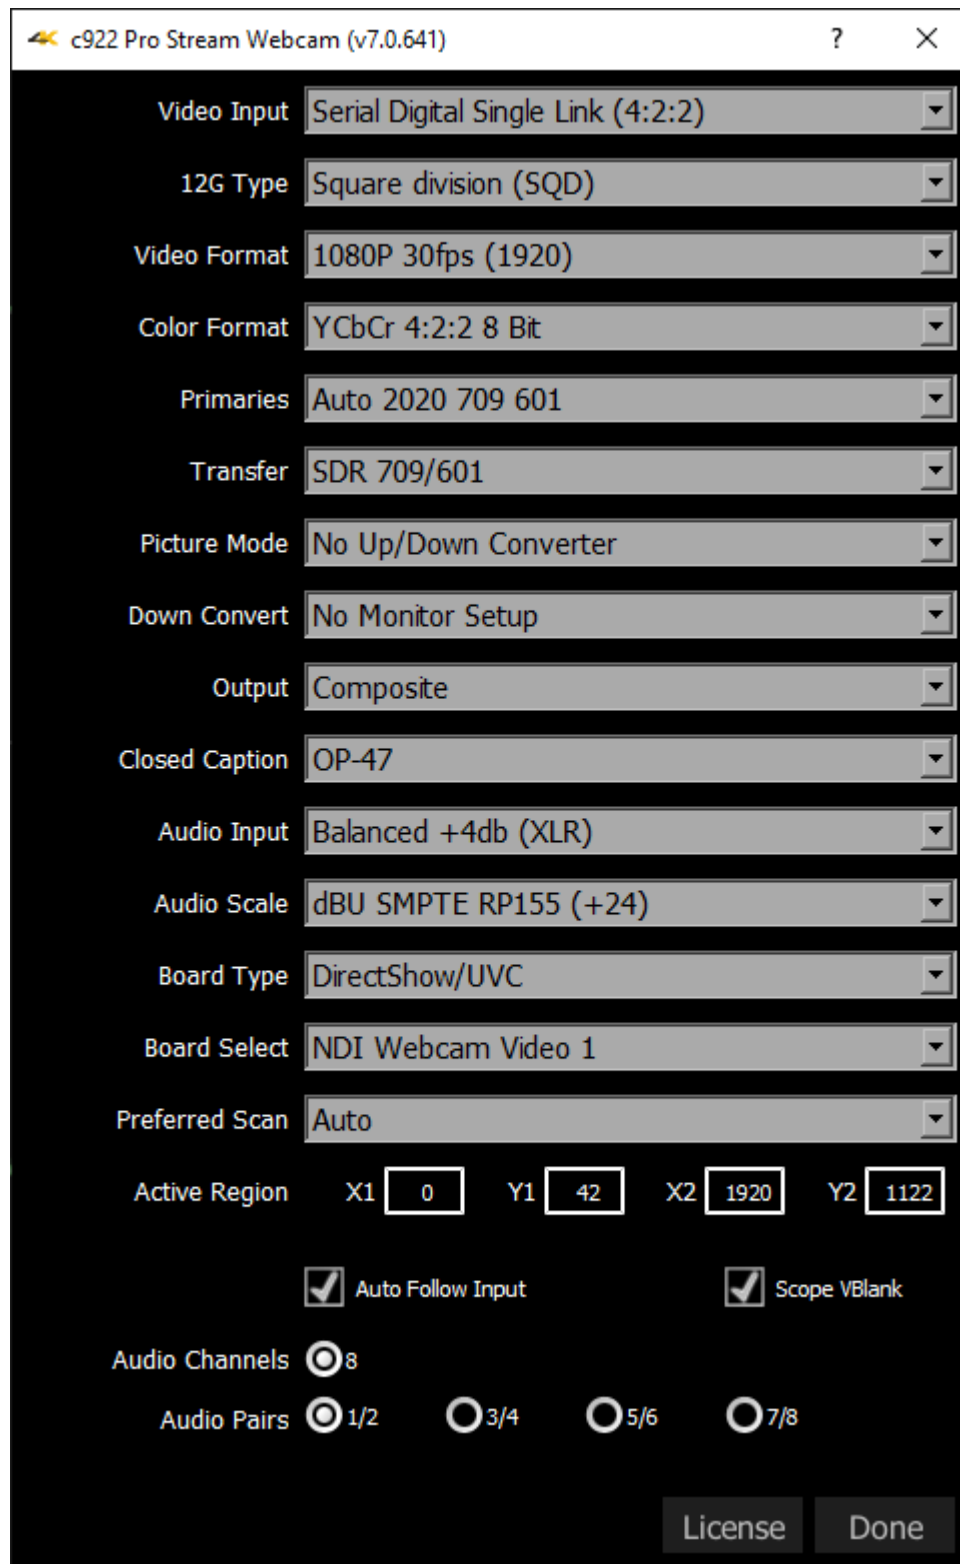 4K c922 Pro Stream Webcam (v7.0.641) ?
Video Input Serial Digital Single Link (4:2:2)
12G Type Square division (SQD)
Video Format 1080P 30fps (1920)
Color Format YCbCr 4:2:2 8 Bit
Primaries Auto 2020 709 601
Transfer SDR 709/601
Picture Mode No Up/Down Converter
Down Convert No Monitor Setup
Output Composite
Closed Caption OP-47
Audio Input Balanced +4db (XLR)
Audio Scale dBU SMPTE RP155 (+24)
Board Type DirectShow/UVC
Board Select NDI Webcam Video 1
Preferred Scan Auto
Active Region X1 0 Y1 42 X2 1920 Y2 1122
Auto Follow Input Scope VBlank
Audio Channels 8
Audio Pairs 1/2 3/4 5/6 7/8
License Done